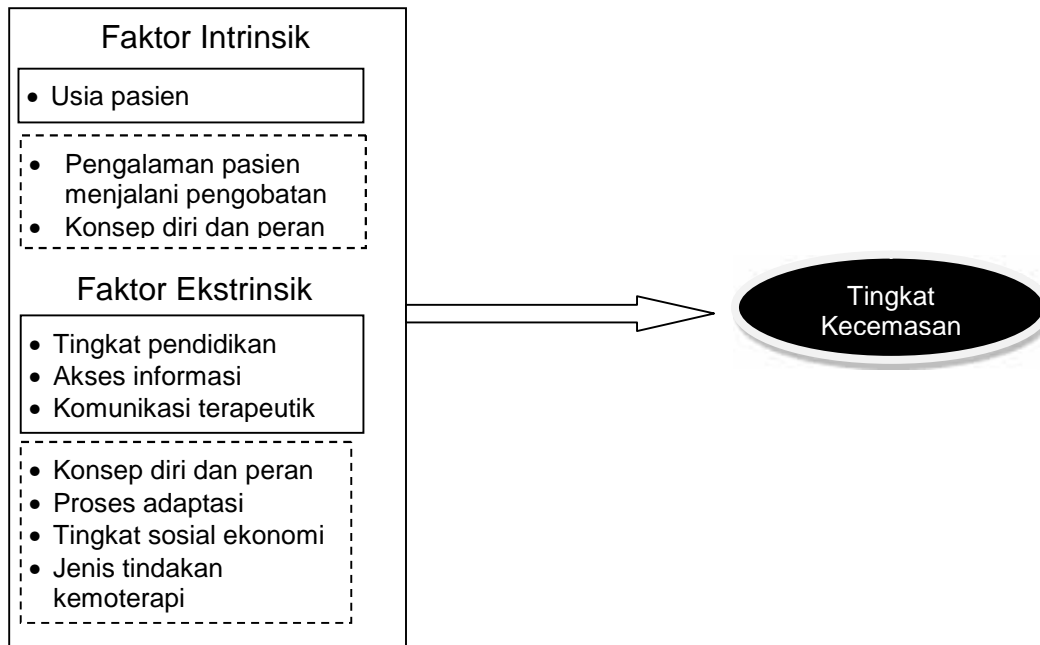 Faktor Intrinsik
• Usia pasien
• Pengalaman pasien
menjalani pengobatan
• Konsep diri dan peran
Faktor Ekstrinsik
• Tingkat pendidikan
• Akses informasi
• Komunikasi terapeutik
• Konsep diri dan peran
• Proses adaptasi
• Tingkat sosial ekonomi
• Jenis tindakan
kemoterapi
Tingkat
Kecemasan